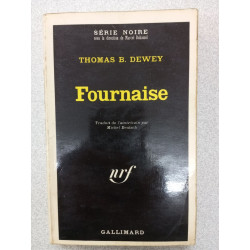 SÉRIE NOIRE
sous la direction de Marcel Duhamel
THOMAS B. DEWEY
Fournaise
Traduit de l'américain par
Michel Deutsch
nrf
GALLIMARD